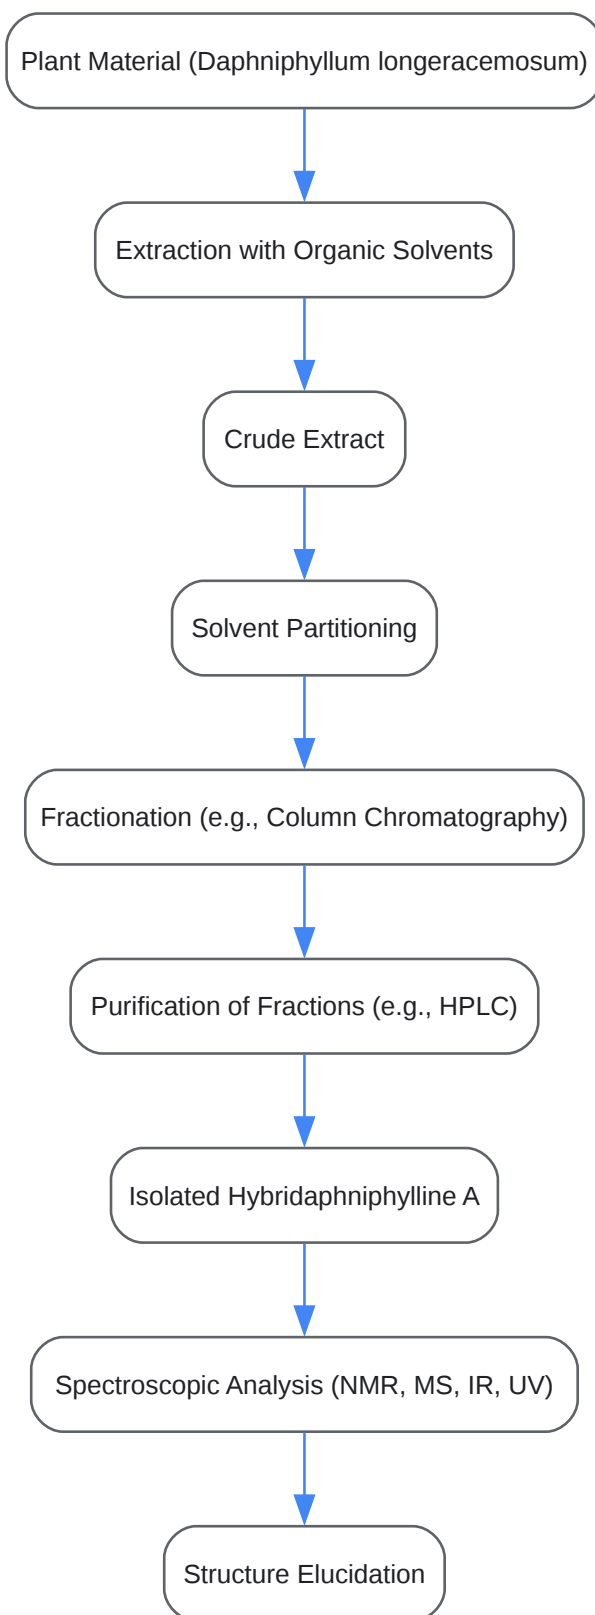 Plant Material (Daphniphyllum longeracemosum)
Extraction with Organic Solvents
Crude Extract
Solvent Partitioning
Fractionation (e.g., Column Chromatography)
Purification of Fractions (e.g., HPLC)
Isolated Hybridaphniphylline A
Spectroscopic Analysis (NMR, MS, IR, UV)
Structure Elucidation